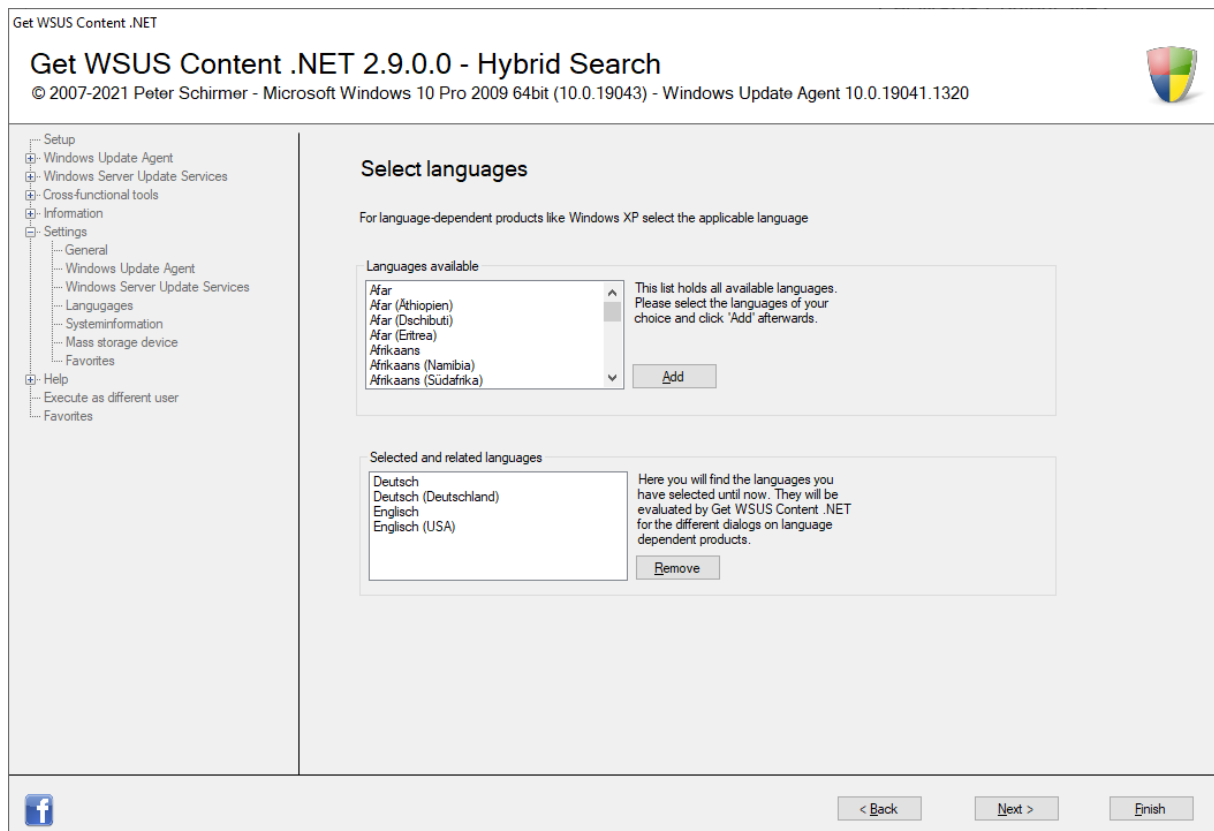 Get WSUS Content .NET
Get WSUS Content .NET 2.9.0.0 - Hybrid Search
© 2007-2021 Peter Schirmer - Microsoft Windows 10 Pro 2009 64bit (10.0.19043) - Windows Update Agent 10.0.19041.1320
Setup
Windows Update Agent
Windows Server Update Services
Cross-functional tools
Information
Settings
General
Windows Update Agent
Windows Server Update Services
Langugages
Systeminformation
Mass storage device
Favorites
Help
Execute as different user
Favorites
Select languages
For language-dependent products like Windows XP select the applicable language
Languages available
Afar
Afar (Äthiopien)
Afar (Dschibuti)
Afar (Eritrea)
Afrikaans
Afrikaans (Namibia)
Afrikaans (Südafrika)
This list holds all available languages.
Please select the languages of your
choice and click 'Add' afterwards.
Add
Selected and related languages
Deutsch
Deutsch (Deutschland)
Englisch
Englisch (USA)
Here you will find the languages you
have selected until now. They will be
evaluated by Get WSUS Content .NET
for the different dialogs on language
dependent products.
Remove
f
< Back
Next >
Finish